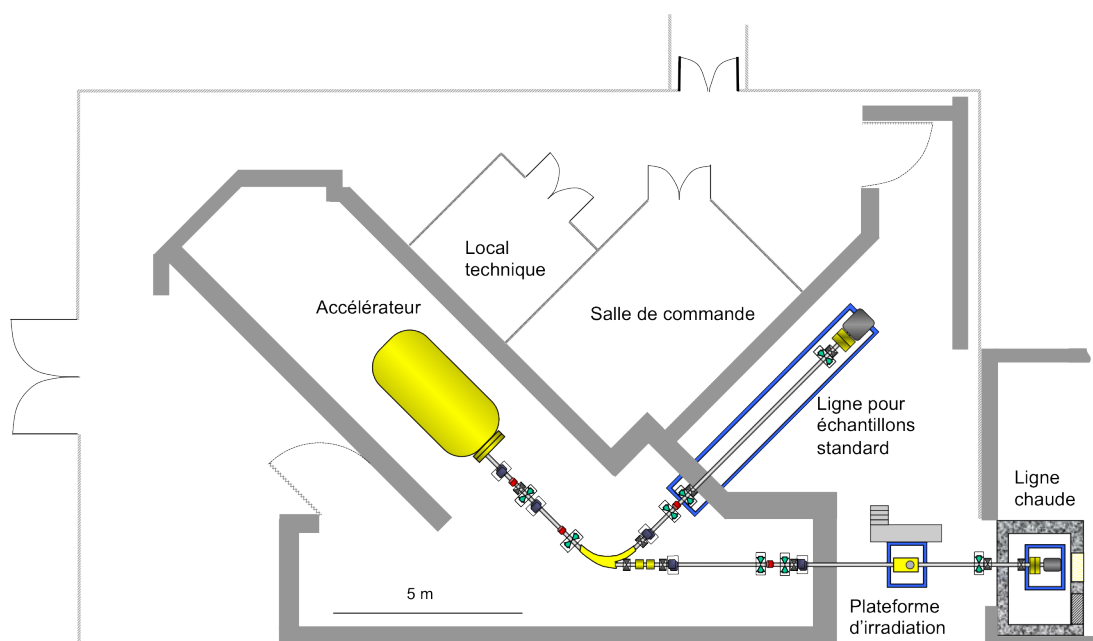 Local
technique
Accélérateur
Salle de commande
Ligne pour
échantillons
standard
Ligne
chaude
5 m
Plateforme
d’irradiation